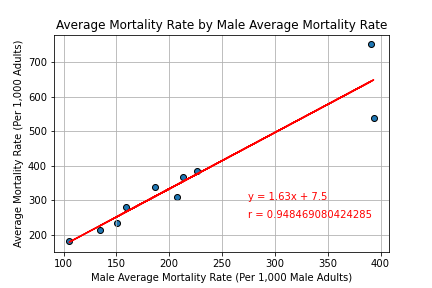 Average Mortality Rate by Male Average Mortality Rate
Average Mortality Rate (Per 1,000 Adults)
700
600
500
400
300
200
y = 1.63x + 7.5
r = 0.948469080424285
100
150
200
250
300
350
400
Male Average Mortality Rate (Per 1,000 Male Adults)